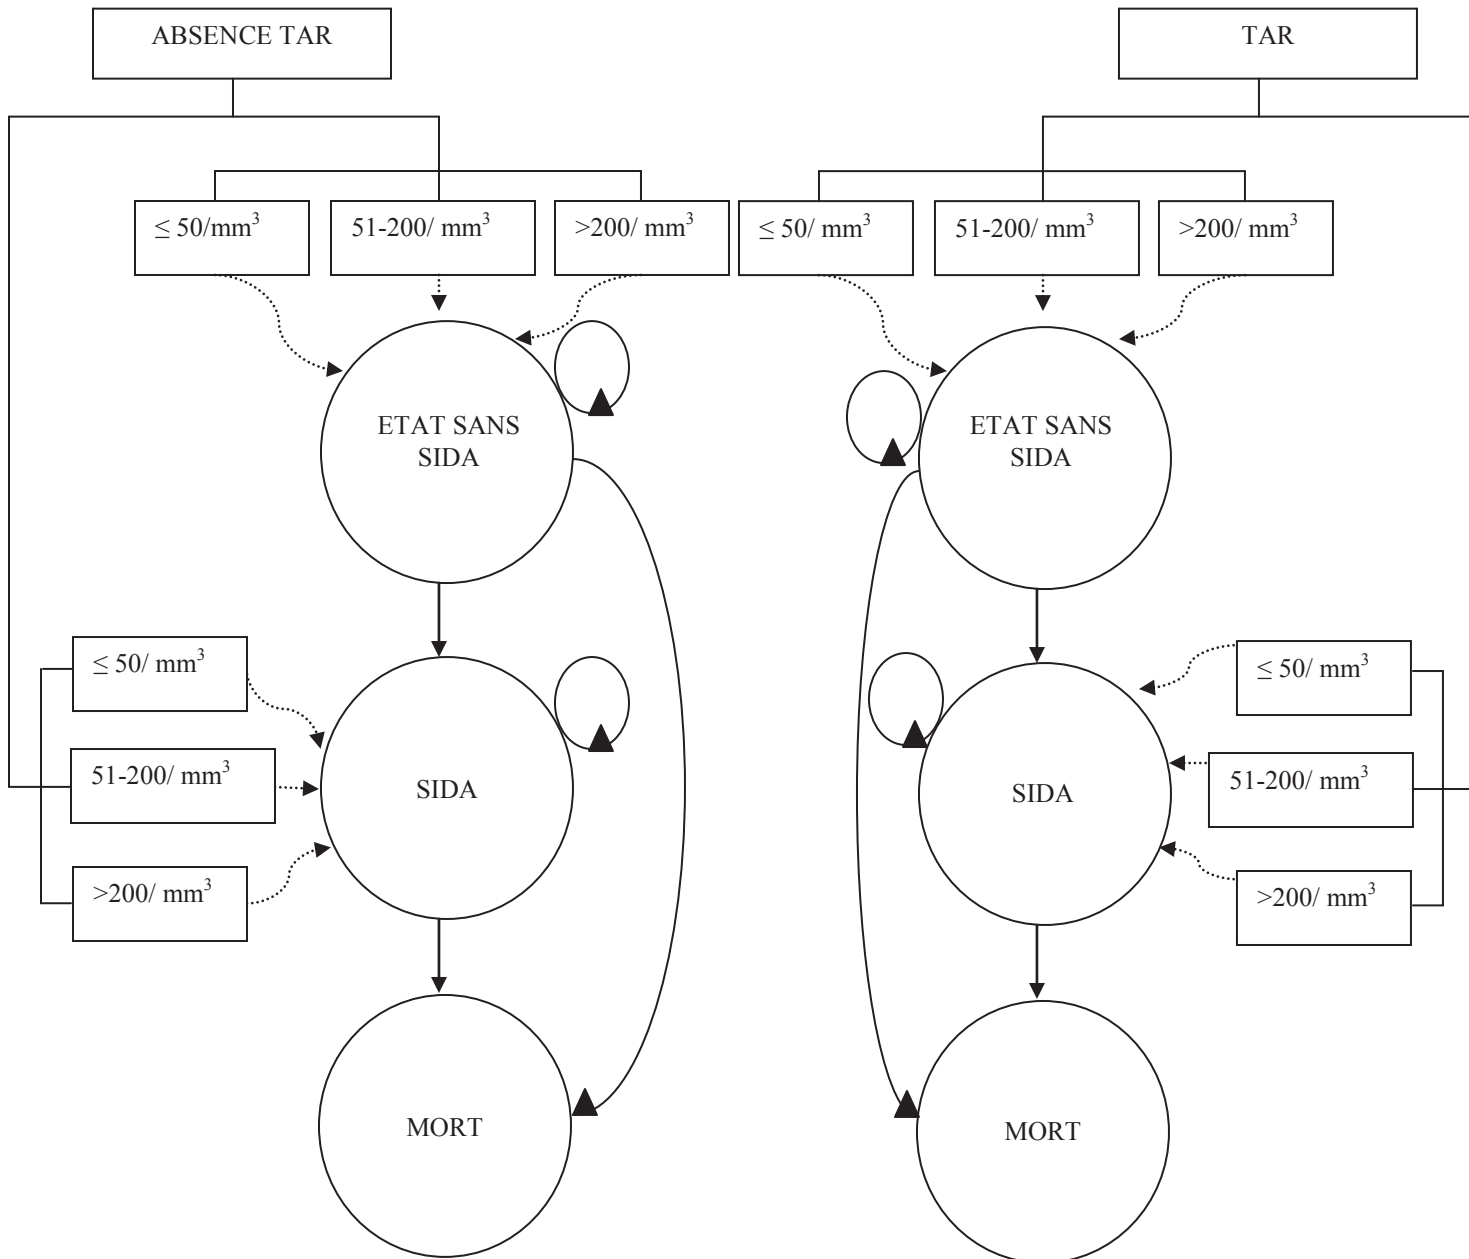 ABSENCE TAR
TAR
≤ 50/mm³
51-200/ mm³
>200/ mm³
≤ 50/ mm³
51-200/ mm³
>200/ mm³
ETAT SANS
SIDA
ETAT SANS
SIDA
≤ 50/ mm³
51-200/ mm³
>200/ mm³
SIDA
SIDA
≤ 50/ mm³
51-200/ mm³
>200/ mm³
MORT
MORT